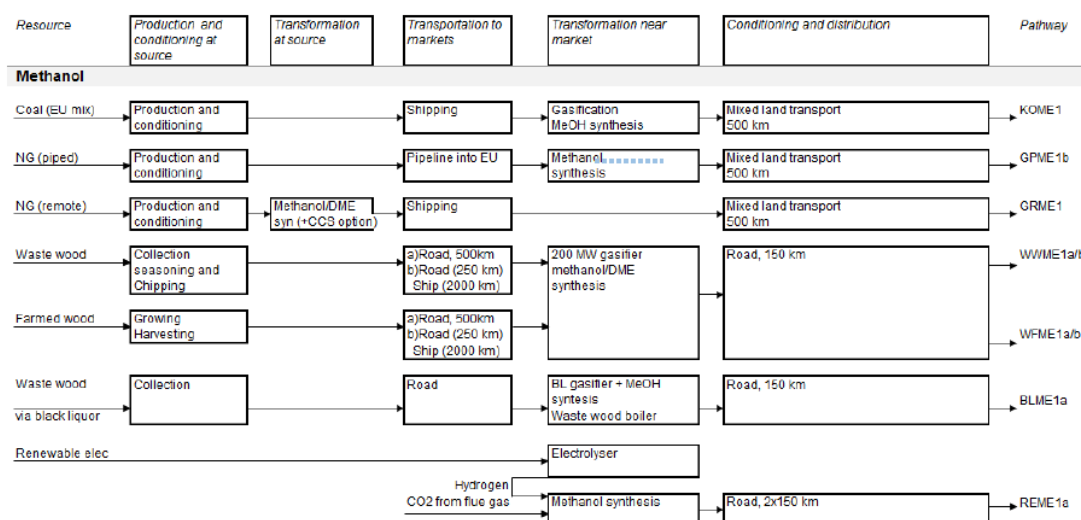 Resource
Production and
conditioning at
source
Transformation
at source
Transportation to
markets
Transformation near
market
Conditioning and distribution
Pathway
Methanol
Coal (EU mix)
Production and
conditioning
Shipping
Gasification
MeOH synthesis
Mixed land transport
500 km
KOME1
NG (piped)
Production and
conditioning
Pipeline into EU
Methanol
synthesis
Mixed land transport
500 km
GPME1b
NG (remote)
Production and
conditioning
Methanol/DME
syn (+CCS option)
Shipping
Mixed land transport
500 km
GRME1
Waste wood
Collection
seasoning and
Chipping
a)Road, 500km
b)Road (250 km)
Ship (2000 km)
200 MW gasifier
methanol/DME
synthesis
Road, 150 km
WWME1a/b
Farmed wood
Growing
Harvesting
a)Road, 500km
b)Road (250 km)
Ship (2000 km)
WFME1a/b
Waste wood
via black liquor
Collection
Road
BL gasifier + MeOH
syntesis
Waste wood boiler
Road, 150 km
BLME1a
Renewable elec
Electrolyser
Hydrogen
CO2 from flue gas
Methanol synthesis
Road, 2x150 km
REME1a